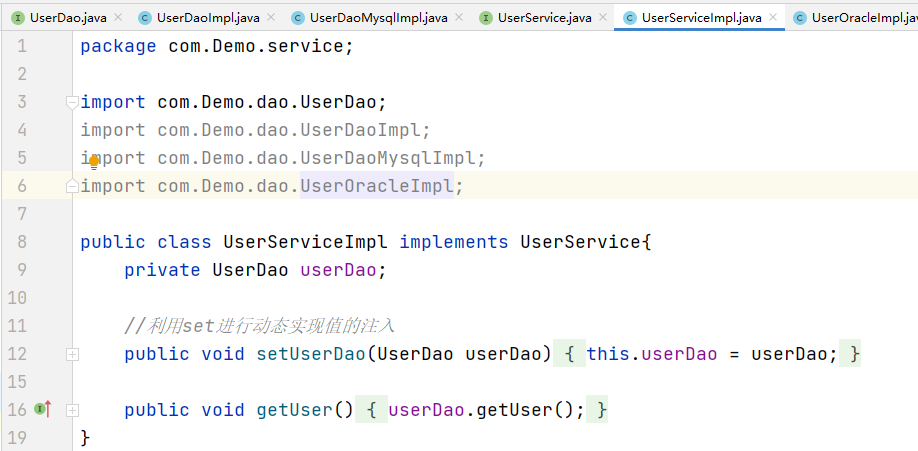 UserDao.java UserDaoImpl.java UserDaoMysqlImpl.java UserService.java UserServiceImpl.java UserOracleImpl.jav
1 package com.Demo.service;
2
3 import com.Demo.dao.UserDao;
4 import com.Demo.dao.UserDaoImpl;
5 import com.Demo.dao.UserDaoMysqlImpl;
6 import com.Demo.dao.UserOracleImpl;
7
8 public class UserServiceImpl implements UserService{
9 private UserDao userDao;
10
11 //利用set进行动态实现值的注入
12 public void setUserDao(UserDao userDao) { this.userDao = userDao; }
15
16 public void getUser() { userDao.getUser(); }
19 }